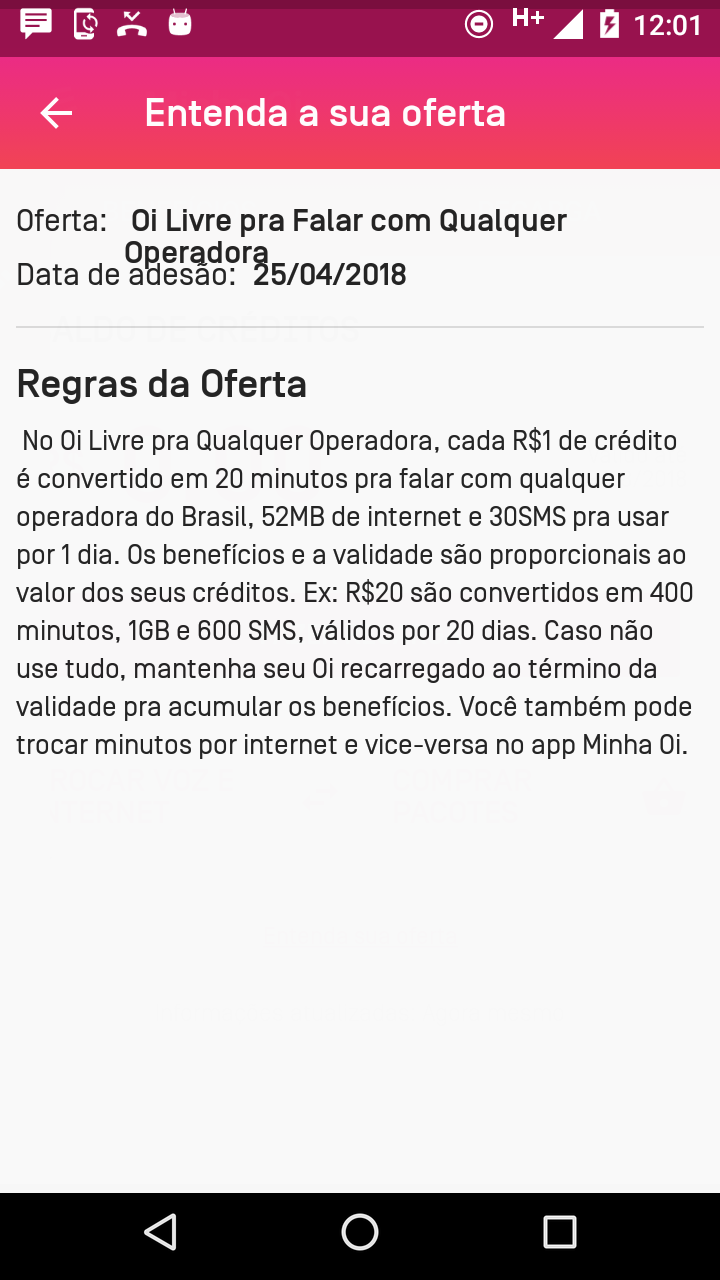 H+ 12:01
Entenda a sua oferta
Oferta: Oi Livre pra Falar com Qualquer
Operadora
Data de adesão: 25/04/2018
Regras da Oferta
No Oi Livre pra Qualquer Operadora, cada R$1 de crédito
é convertido em 20 minutos pra falar com qualquer
operadora do Brasil, 52MB de internet e 30SMS pra usar
por 1 dia. Os benefícios e a validade são proporcionais ao
valor dos seus créditos. Ex: R$20 são convertidos em 400
minutos, 1GB e 600 SMS, válidos por 20 dias. Caso não
use tudo, mantenha seu Oi recarregado ao término da
validade pra acumular os benefícios. Você também pode
trocar minutos por internet e vice-versa no app Minha Oi.